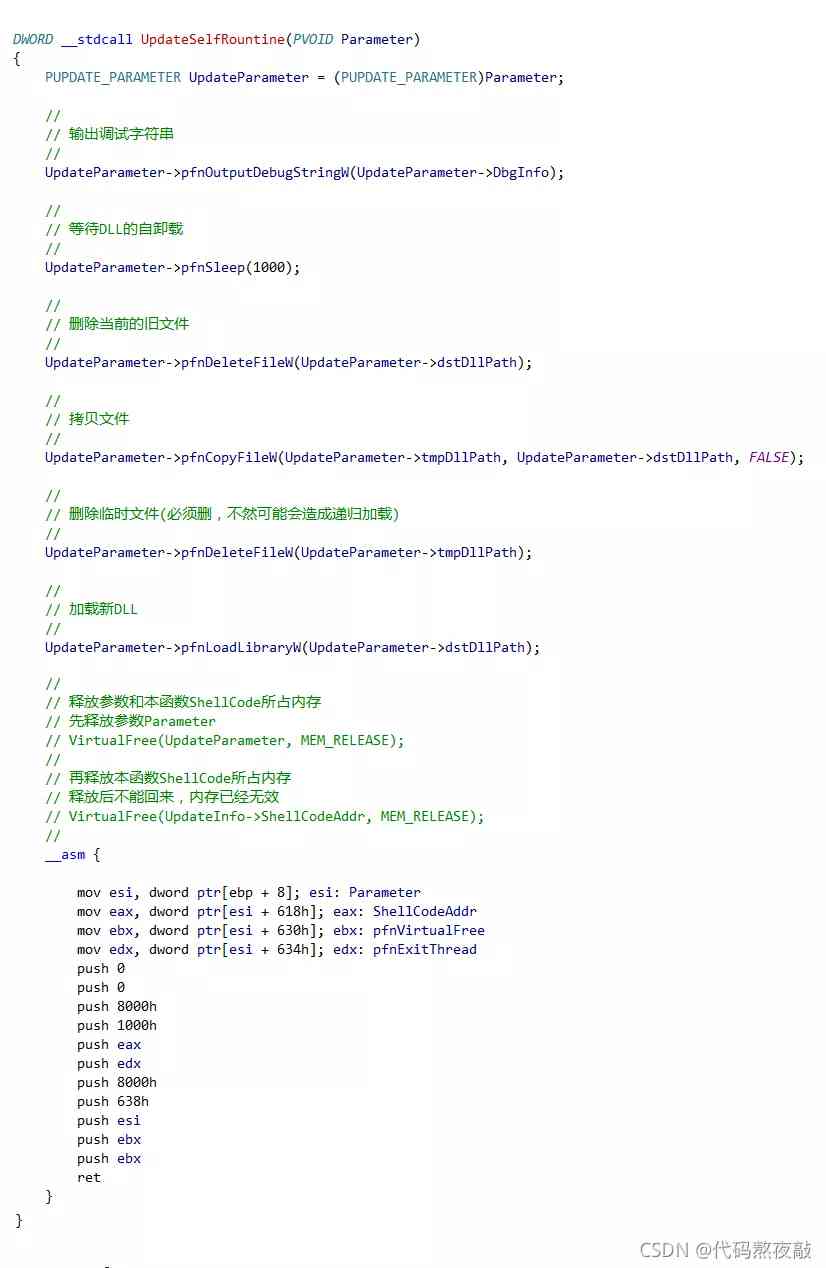 DWORD __stdcall UpdateSelfRountine(PVOID Parameter)
{
PUPDATE_PARAMETER UpdateParameter = (PUPDATE_PARAMETER)Parameter;
//
// 输出调试字符串
//
UpdateParameter->pfnOutputDebugStringW(UpdateParameter->DbgInfo);
//
// 等待DLL的自卸载
//
UpdateParameter->pfnSleep(1000);
//
// 删除当前的旧文件
//
UpdateParameter->pfnDeleteFileW(UpdateParameter->dstDllPath);
//
// 拷贝文件
//
UpdateParameter->pfnCopyFileW(UpdateParameter->tmpDllPath, UpdateParameter->dstDllPath, FALSE);
//
// 删除临时文件(必须删，不然可能会造成递归加载)
//
UpdateParameter->pfnDeleteFileW(UpdateParameter->tmpDllPath);
//
// 加载新DLL
//
UpdateParameter->pfnLoadLibraryW(UpdateParameter->dstDllPath);
//
// 释放参数和本函数ShellCode所占内存
// 先释放参数Parameter
// VirtualFree(UpdateParameter, MEM_RELEASE);
//
// 再释放本函数ShellCode所占内存
// 释放后不能回来，内存已经无效
// VirtualFree(UpdateInfo->ShellCodeAddr, MEM_RELEASE);
//
__asm {
mov esi, dword ptr[ebp + 8]; esi: Parameter
mov eax, dword ptr[esi + 618h]; eax: ShellCodeAddr
mov ebx, dword ptr[esi + 630h]; ebx: pfnVirtualFree
mov edx, dword ptr[esi + 634h]; edx: pfnExitThread
push 0
push 0
push 8000h
push 1000h
push eax
push edx
push 8000h
push 638h
push esi
push ebx
push ebx
ret
}
}
CSDN @代码熬夜敲